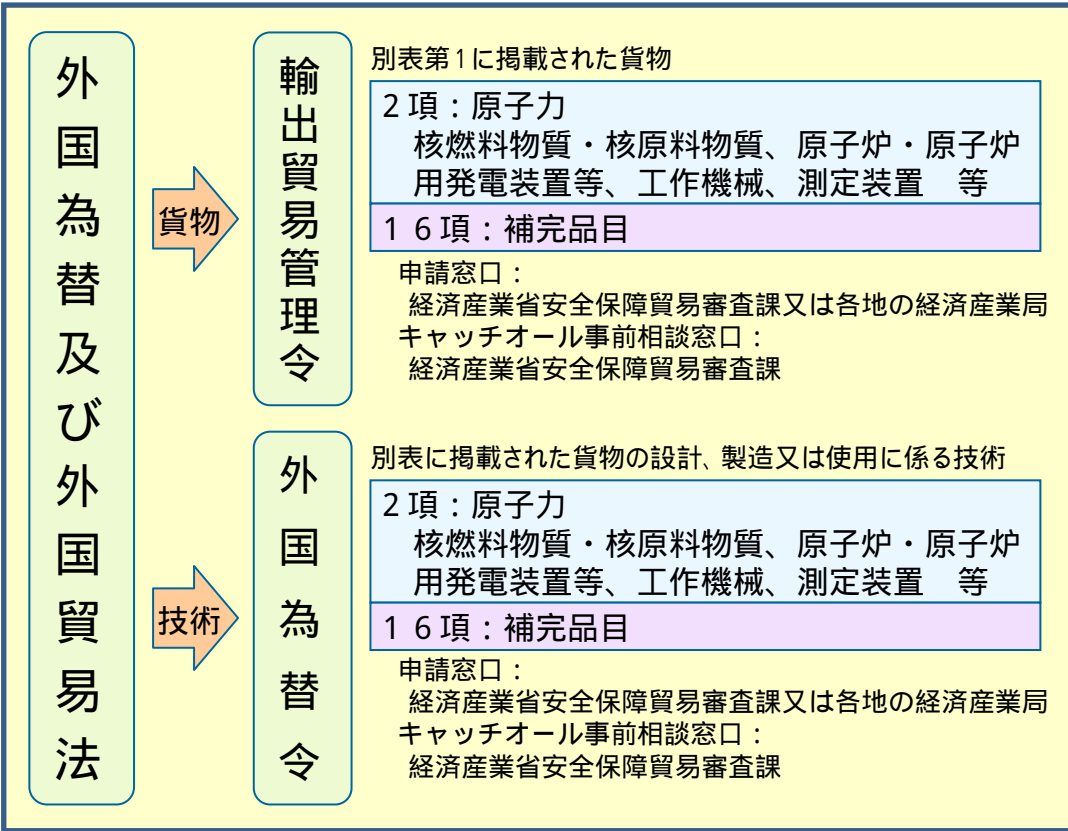 外国為替及び外国貿易法
貨物
輸出貿易管理令
別表第1に掲載された貨物
2項：原子力
核燃料物質・核原料物質、原子炉・原子炉
用発電装置等、工作機械、測定装置　等
16項：補完品目
申請窓口：
経済産業省安全保障貿易審査課又は各地の経済産業局
キャッチオール事前相談窓口：
経済産業省安全保障貿易審査課
技術
外国為替令
別表に掲載された貨物の設計、製造又は使用に係る技術
2項：原子力
核燃料物質・核原料物質、原子炉・原子炉
用発電装置等、工作機械、測定装置　等
16項：補完品目
申請窓口：
経済産業省安全保障貿易審査課又は各地の経済産業局
キャッチオール事前相談窓口：
経済産業省安全保障貿易審査課